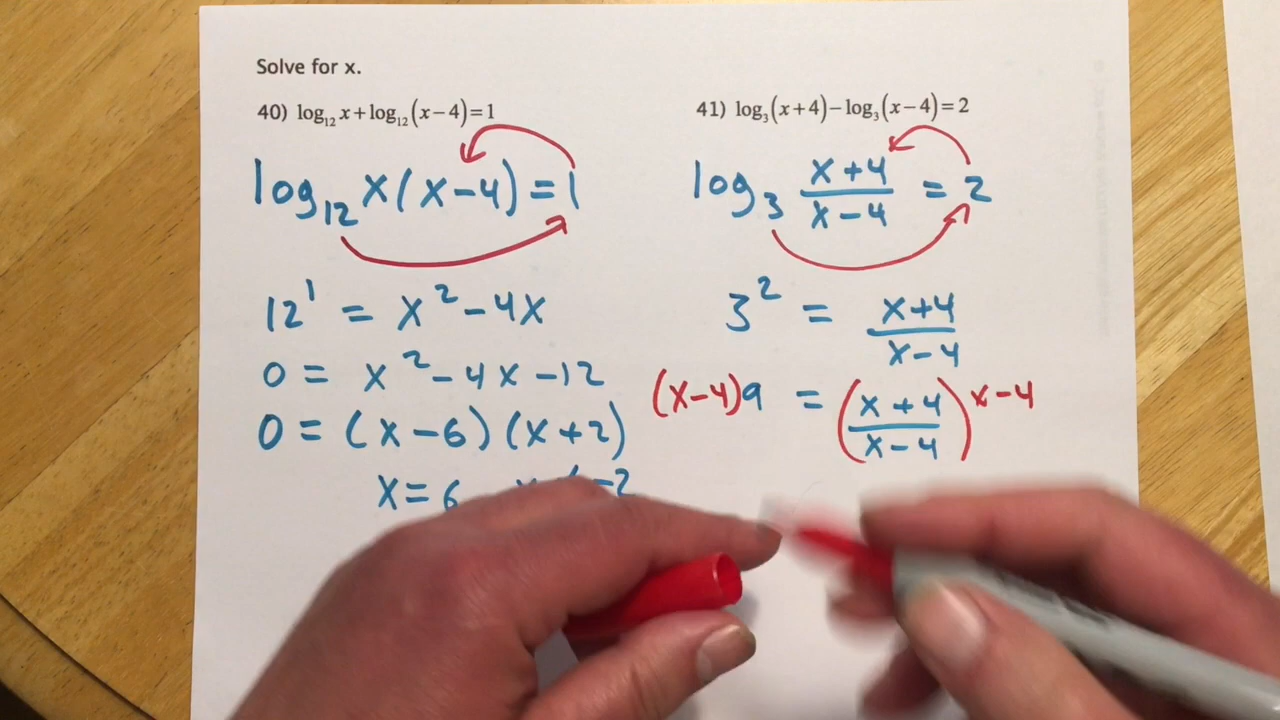 Solve for x.
40) log₁₂ x + log₁₂ (x − 4) = 1
log₁₂ x(x − 4) = 1
12¹ = x² − 4x
0 = x² − 4x − 12
0 = (x − 6)(x + 2)
x = 6
41) log₃ (x + 4) − log₃ (x − 4) = 2
log₃ (x + 4)/(x − 4) = 2
3² = (x + 4)/(x − 4)
(x − 4)9 = ((x + 4)/(x − 4)) x − 4